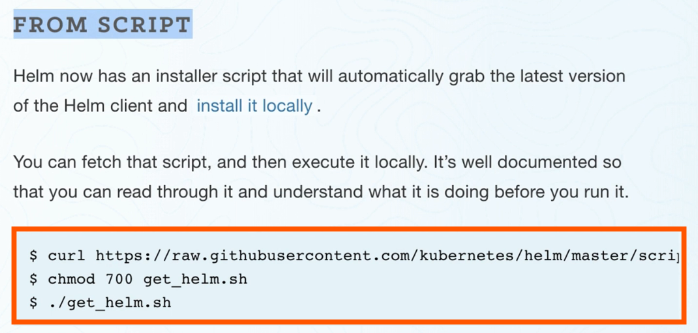 FROM SCRIPT
Helm now has an installer script that will automatically grab the latest version
of the Helm client and install it locally .
You can fetch that script, and then execute it locally. It’s well documented so
that you can read through it and understand what it is doing before you run it.
$ curl https://raw.githubusercontent.com/kubernetes/helm/master/scrip
$ chmod 700 get_helm.sh
$ ./get_helm.sh